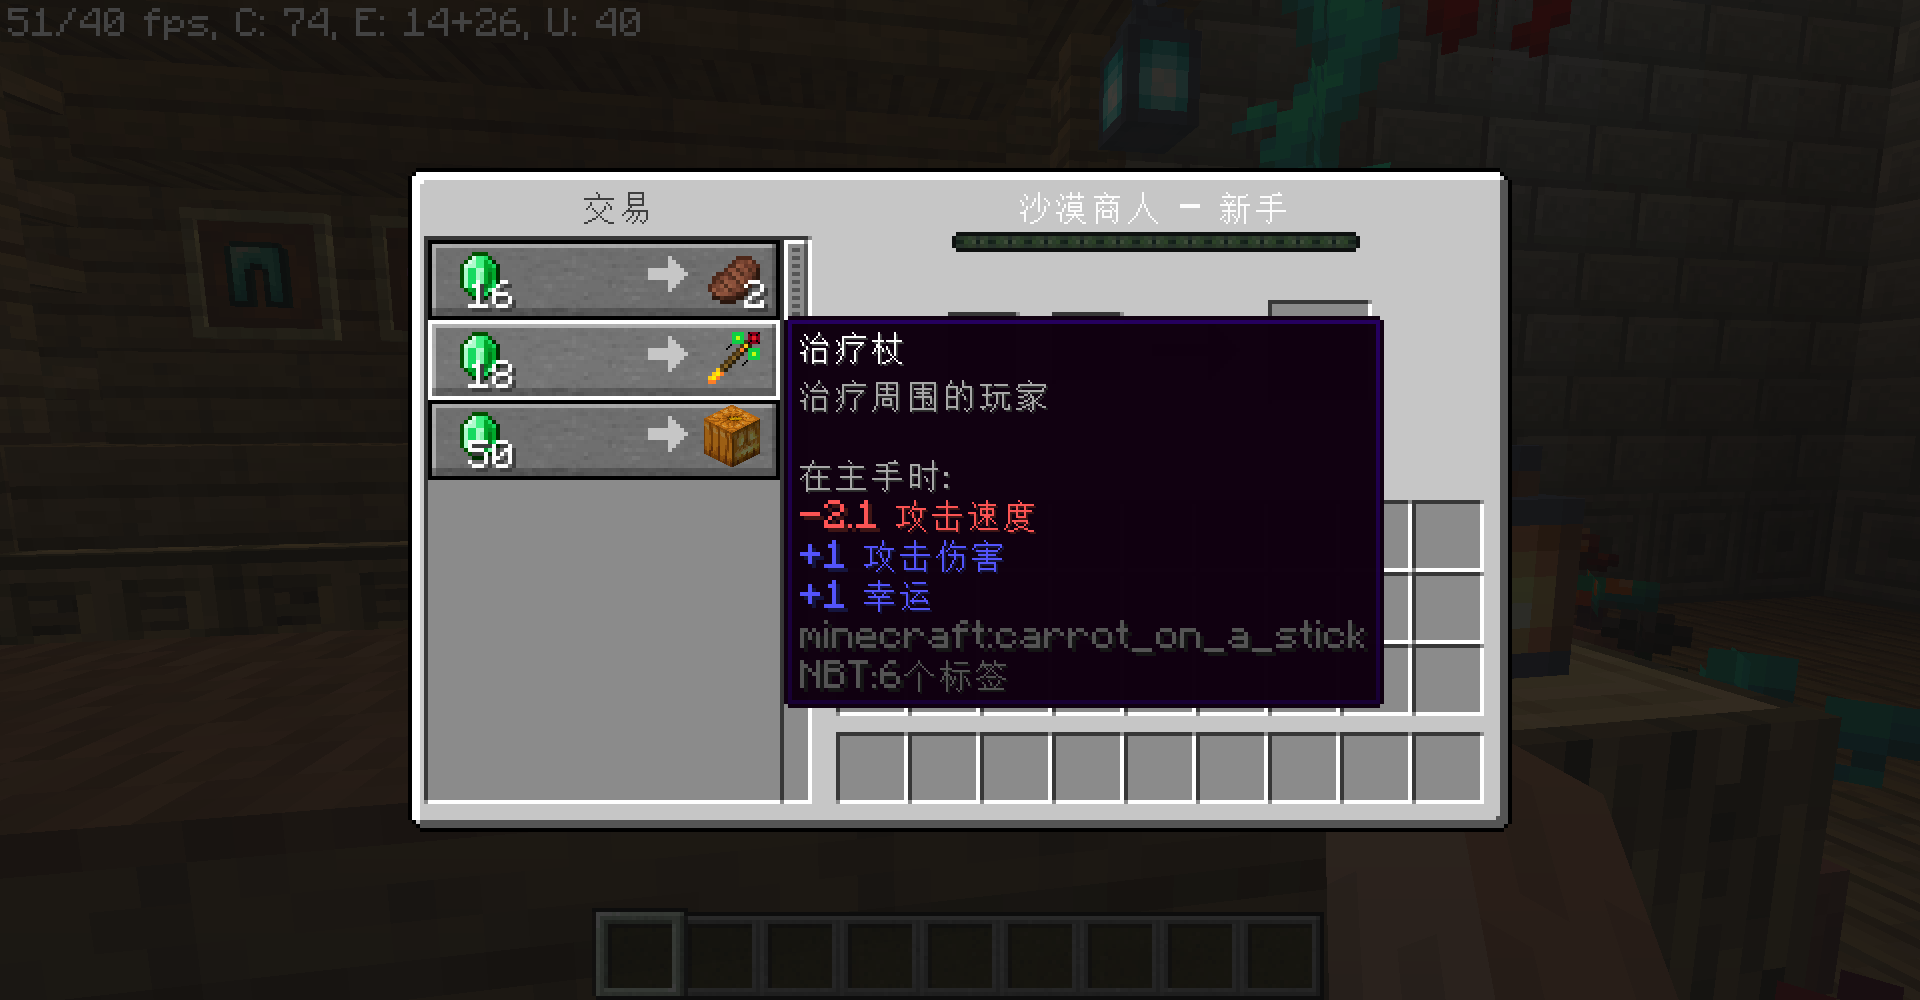 51/40 fps, C: 74, E: 14+26, U: 40
交易
沙漠商人 - 新手
16
2
18
50
治疗杖
治疗周围的玩家
在主手时:
-2.1 攻击速度
+1 攻击伤害
+1 幸运
minecraft:carrot_on_a_stick
NBT:6个标签